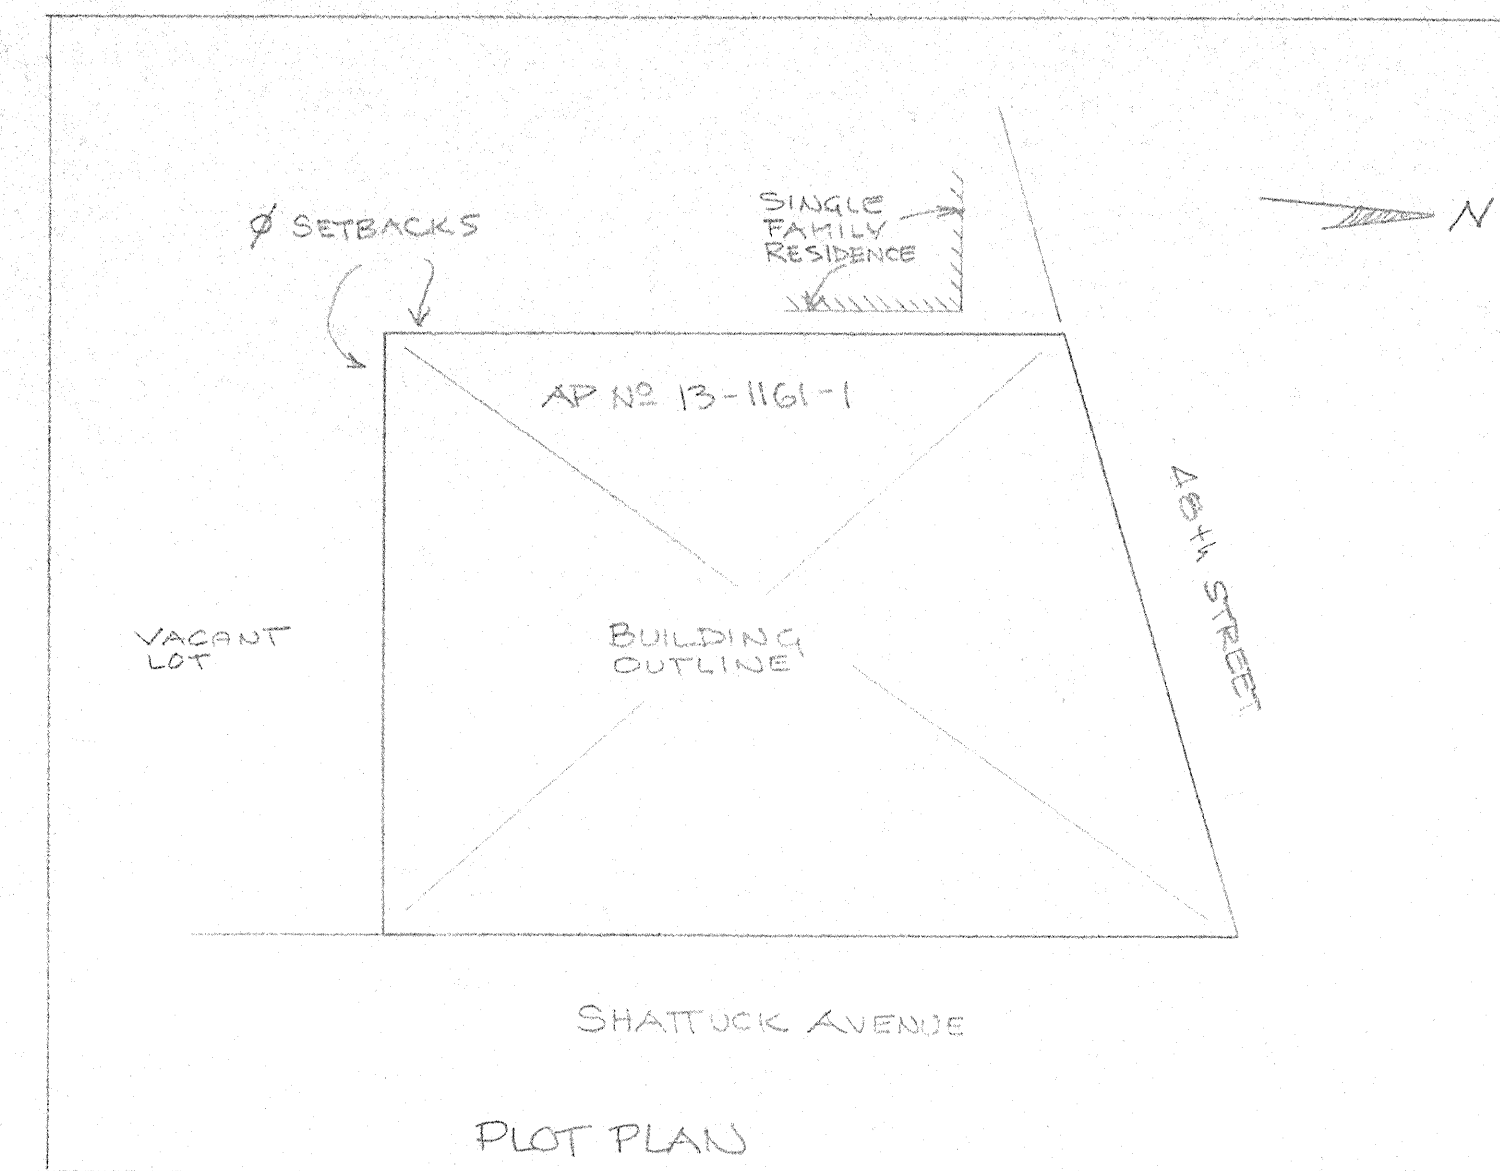 Ø SETBACKS
SINGLE
FAMILY
RESIDENCE
N
AP Nº 13-1161-1
48th STREET
VACANT
LOT
BUILDING
OUTLINE
SHATTUCK AVENUE
PLOT PLAN